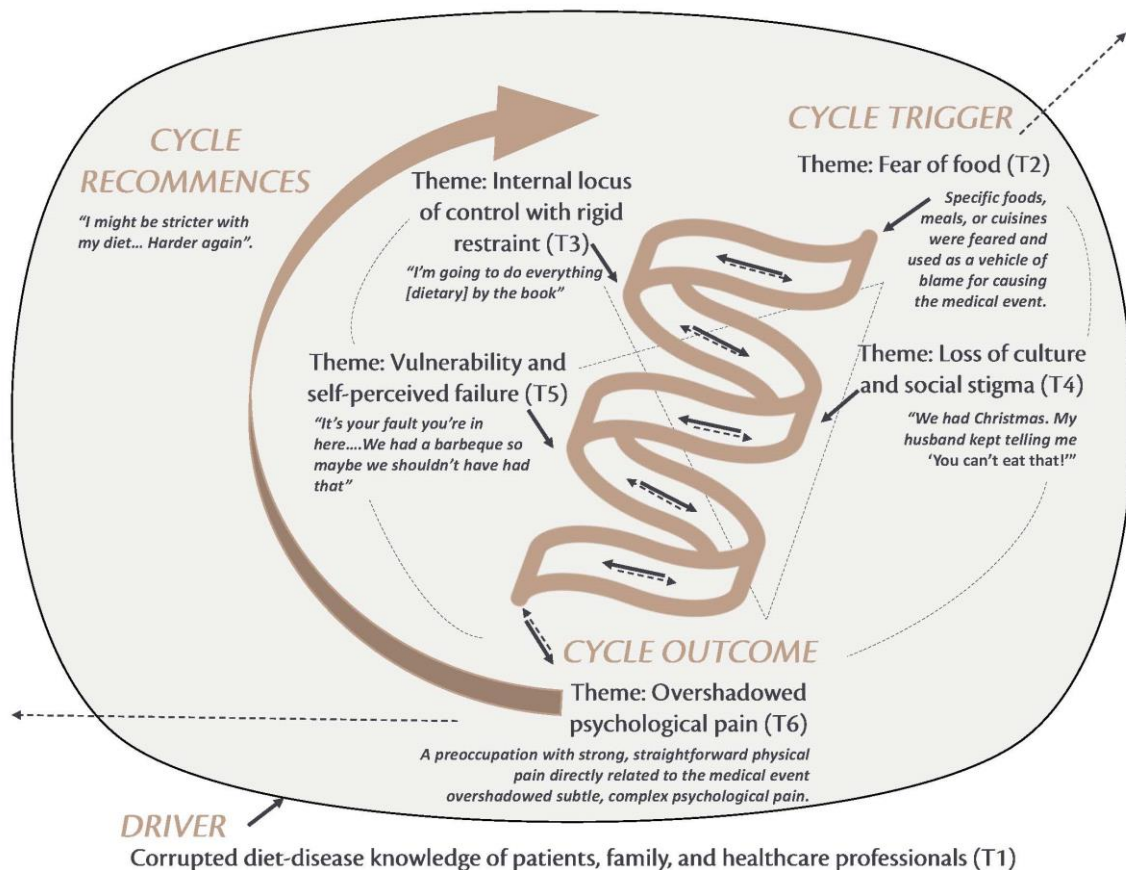 CYCLE
RECOMMENCES
“I might be stricter with
my diet… Harder again”.
CYCLE TRIGGER
Theme: Fear of food (T2)
Specific foods,
meals, or cuisines
were feared and
used as a vehicle of
blame for causing
the medical event.
Theme: Internal locus
of control with rigid
restraint (T3)
“I’m going to do everything
[dietary] by the book”
Theme: Loss of culture
and social stigma (T4)
“We had Christmas. My
husband kept telling me
‘You can’t eat that!’”
Theme: Vulnerability and
self-perceived failure (T5)
“It’s your fault you’re in
here….We had a barbeque so
maybe we shouldn’t have had
that”
CYCLE OUTCOME
Theme: Overshadowed
psychological pain (T6)
A preoccupation with strong, straightforward physical
pain directly related to the medical event
overshadowed subtle, complex psychological pain.
DRIVER
Corrupted diet-disease knowledge of patients, family, and healthcare professionals (T1)